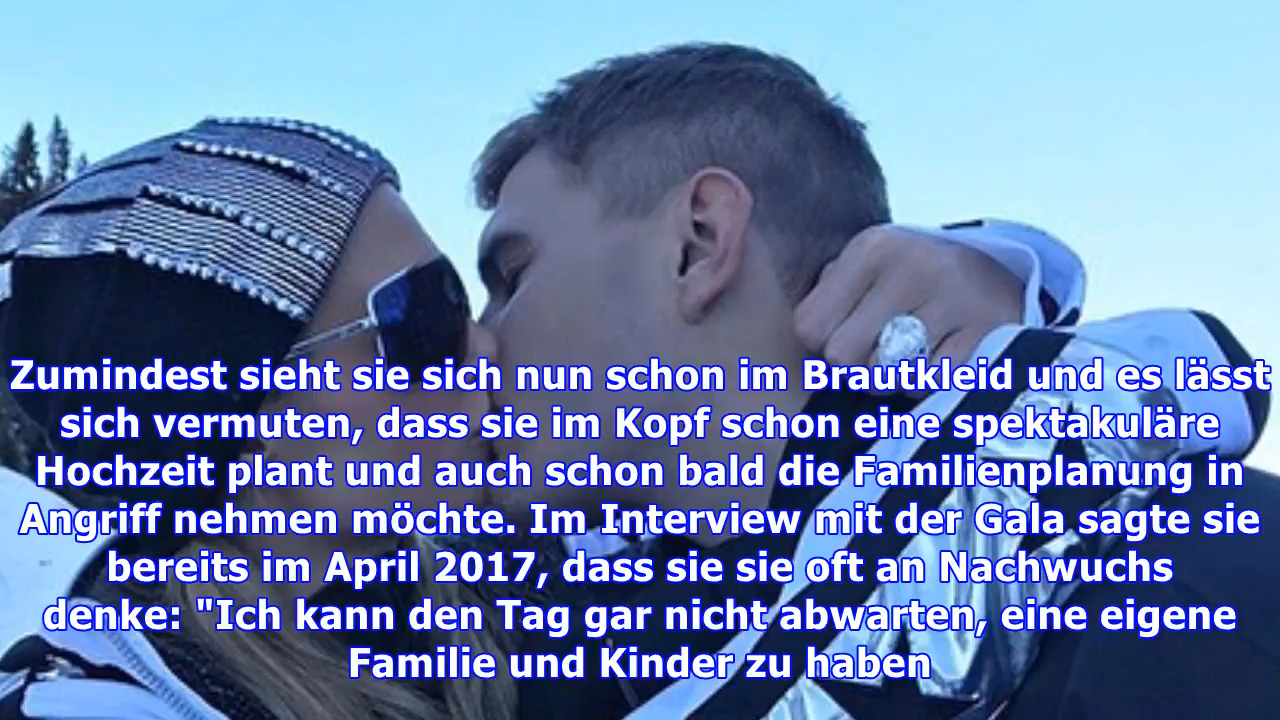 Zumindest sieht sie sich nun schon im Brautkleid und es lässt
sich vermuten, dass sie im Kopf schon eine spektakuläre
Hochzeit plant und auch schon bald die Familienplanung in
Angriff nehmen möchte. Im Interview mit der Gala sagte sie
bereits im April 2017, dass sie sie oft an Nachwuchs
denke: "Ich kann den Tag gar nicht abwarten, eine eigene
Familie und Kinder zu haben